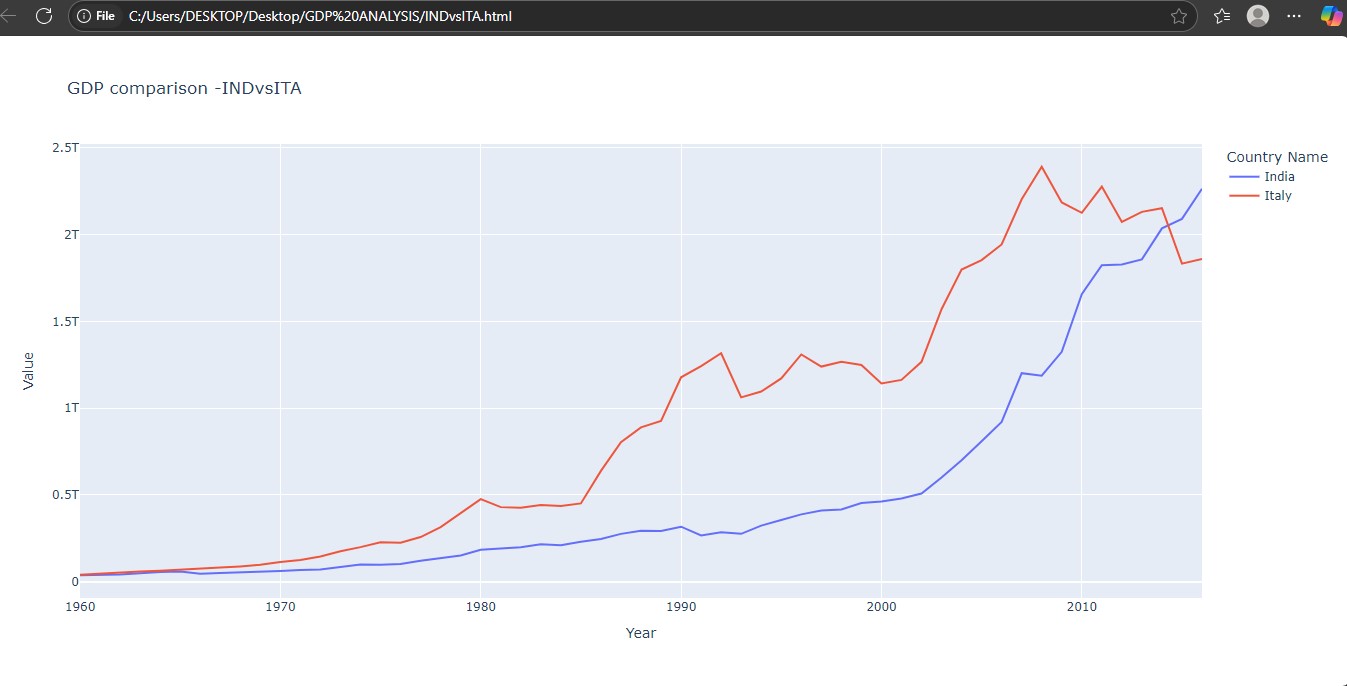 File C:/Users/DESKTOP/Desktop/GDP%20ANALYSIS/INDvsITA.html
GDP comparison -INDvsITA
2.5T
2T
1.5T
1T
0.5T
0
Value
1960 1970 1980 1990 2000 2010
Year
Country Name
India
Italy